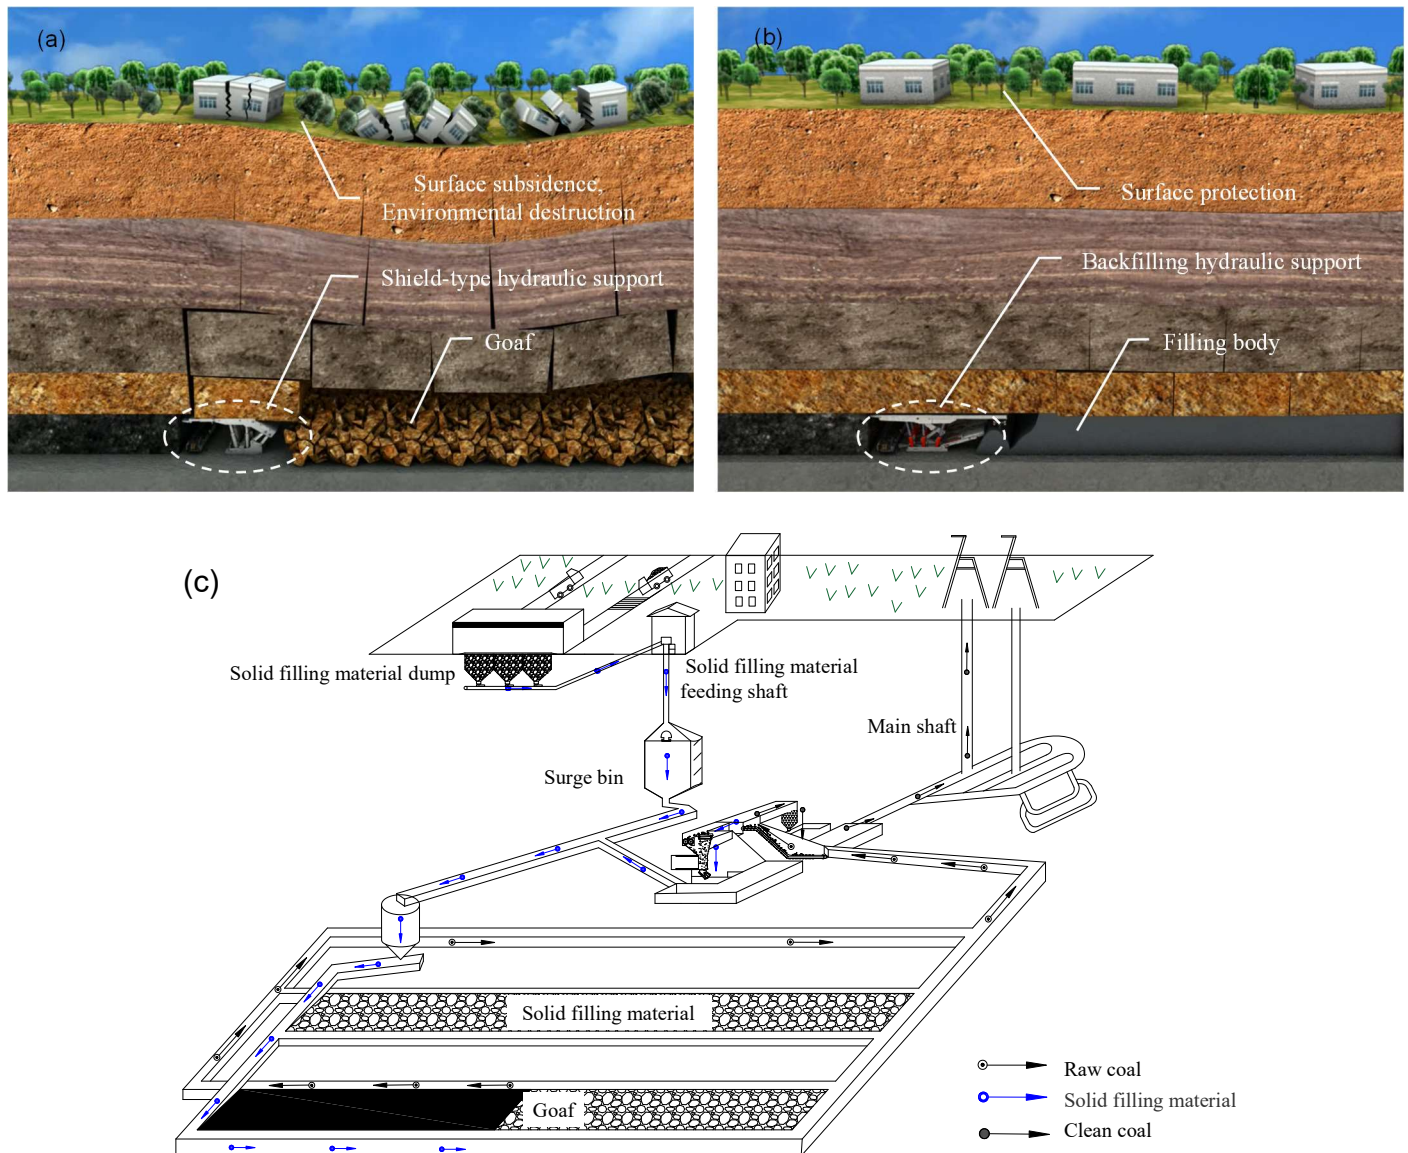 (a)
Surface subsidence,
Environmental destruction
Shield-type hydraulic support
Goaf
(b)
Surface protection
Backfilling hydraulic support
Filling body
(c)
Solid filling material dump
Solid filling material
feeding shaft
Main shaft
Surge bin
Solid filling material
Goaf
Raw coal
Solid filling material
Clean coal